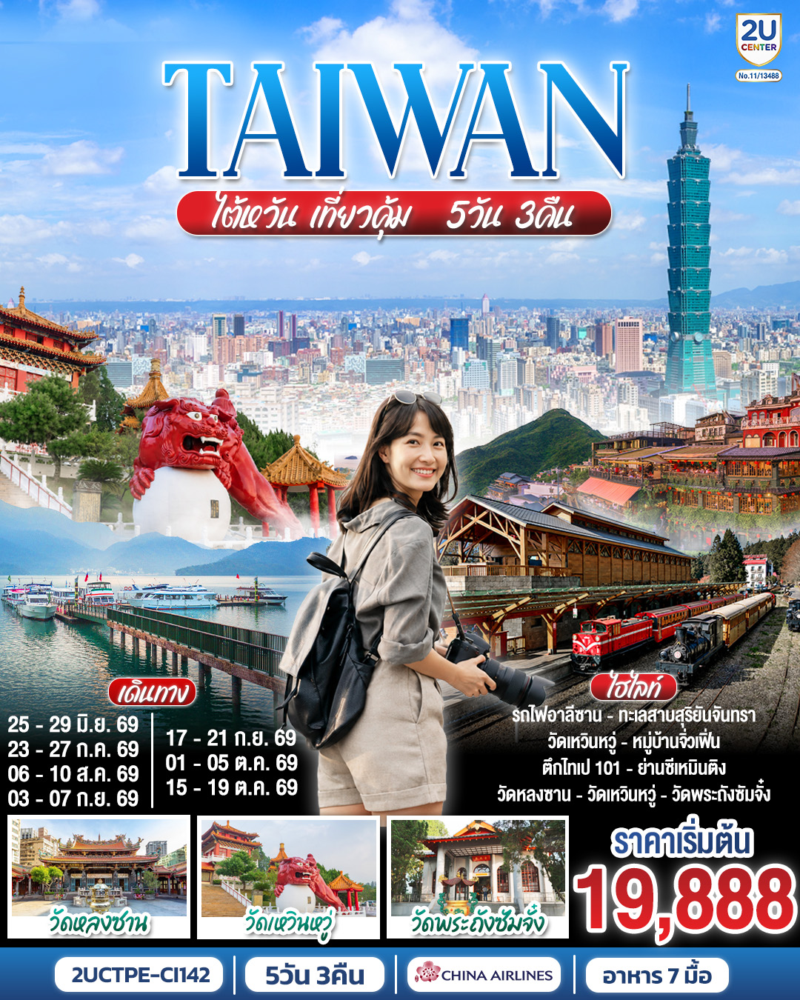 2U
CENTER
No.11/13488
TAIWAN
ไต้หวัน เที่ยวคุ้ม 5วัน 3คืน
เดินทาง
25 - 29 มิ.ย. 69
23 - 27 ก.ค. 69
06 - 10 ส.ค. 69
03 - 07 ก.ย. 69
17 - 21 ก.ย. 69
01 - 05 ต.ค. 69
15 - 19 ต.ค. 69
ไฮไลท์
รถไฟอาลีซาน - ทะเลสาบสุริยันจันทรา
วัดเหวินหวู่ - หมู่บ้านจิ่วเฟิ่น
ตึกไทเป 101 - ย่านซีเหมินติง
วัดหลงซาน - วัดเหวินหวู่ - วัดพระถังซัมจั๋ง
วัดหลงซาน
วัดเหวินหวู่
วัดพระถังซัมจั๋ง
ราคาเริ่มต้น
19,888
2UCTPE-CI142
5วัน 3คืน
CHINA AIRLINES
อาหาร 7 มื้อ